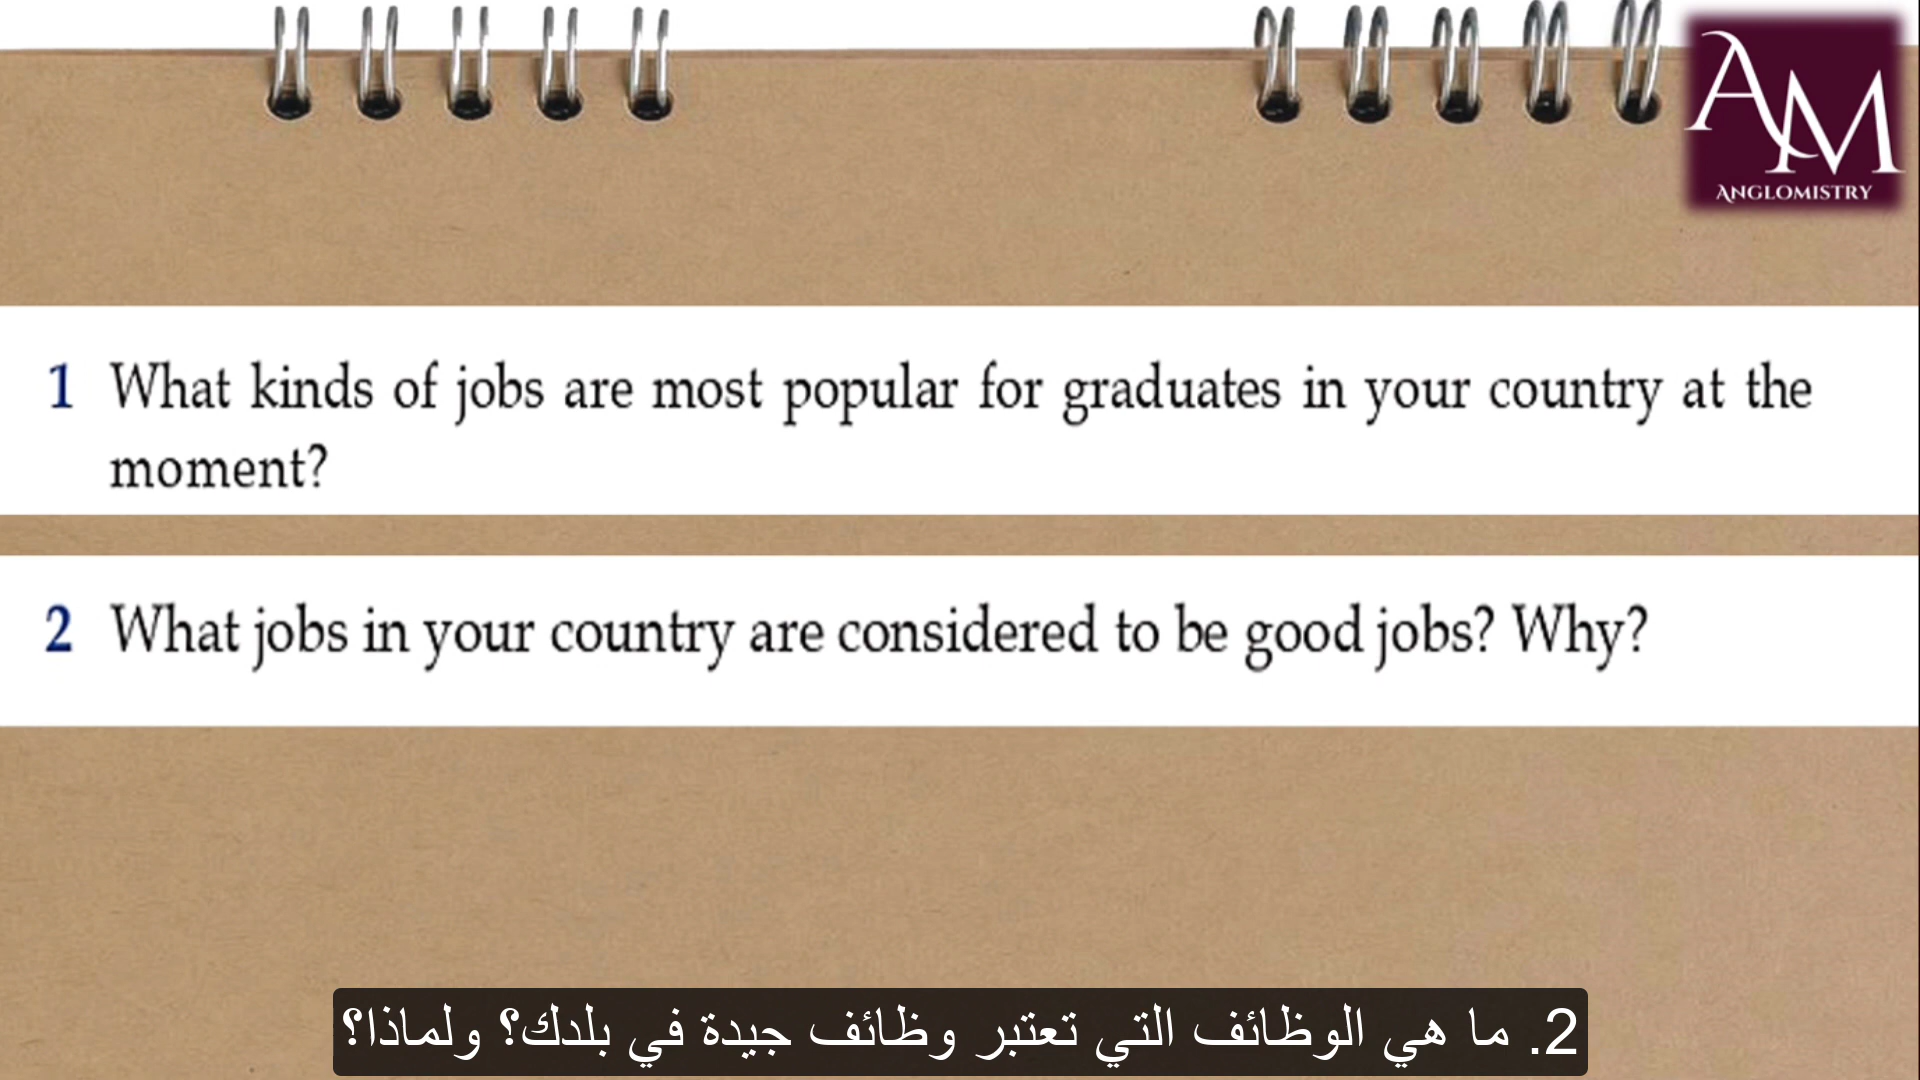 AM
ANGLOMISTRY
1 What kinds of jobs are most popular for graduates in your country at the
moment?
2 What jobs in your country are considered to be good jobs? Why?
2. ما هي الوظائف التي تعتبر وظائف جيدة في بلدك؟ ولماذا؟